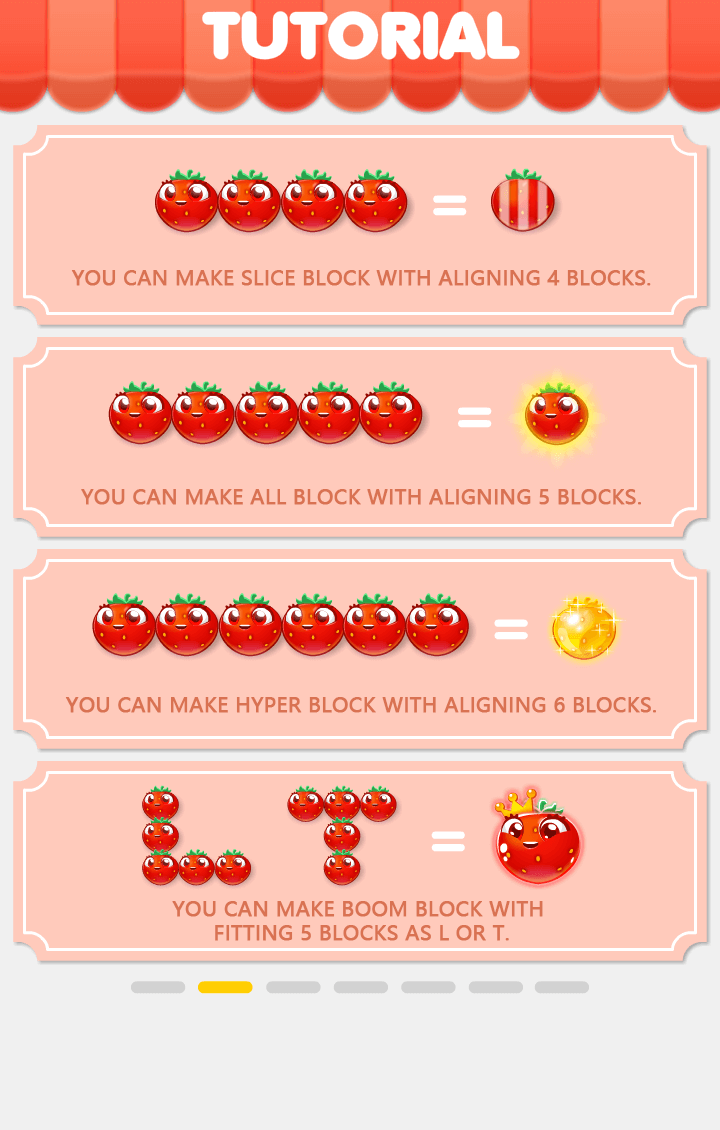 TUTORIAL
YOU CAN MAKE SLICE BLOCK WITH ALIGNING 4 BLOCKS.
YOU CAN MAKE ALL BLOCK WITH ALIGNING 5 BLOCKS.
YOU CAN MAKE HYPER BLOCK WITH ALIGNING 6 BLOCKS.
YOU CAN MAKE BOOM BLOCK WITH
FITTING 5 BLOCKS AS L OR T.